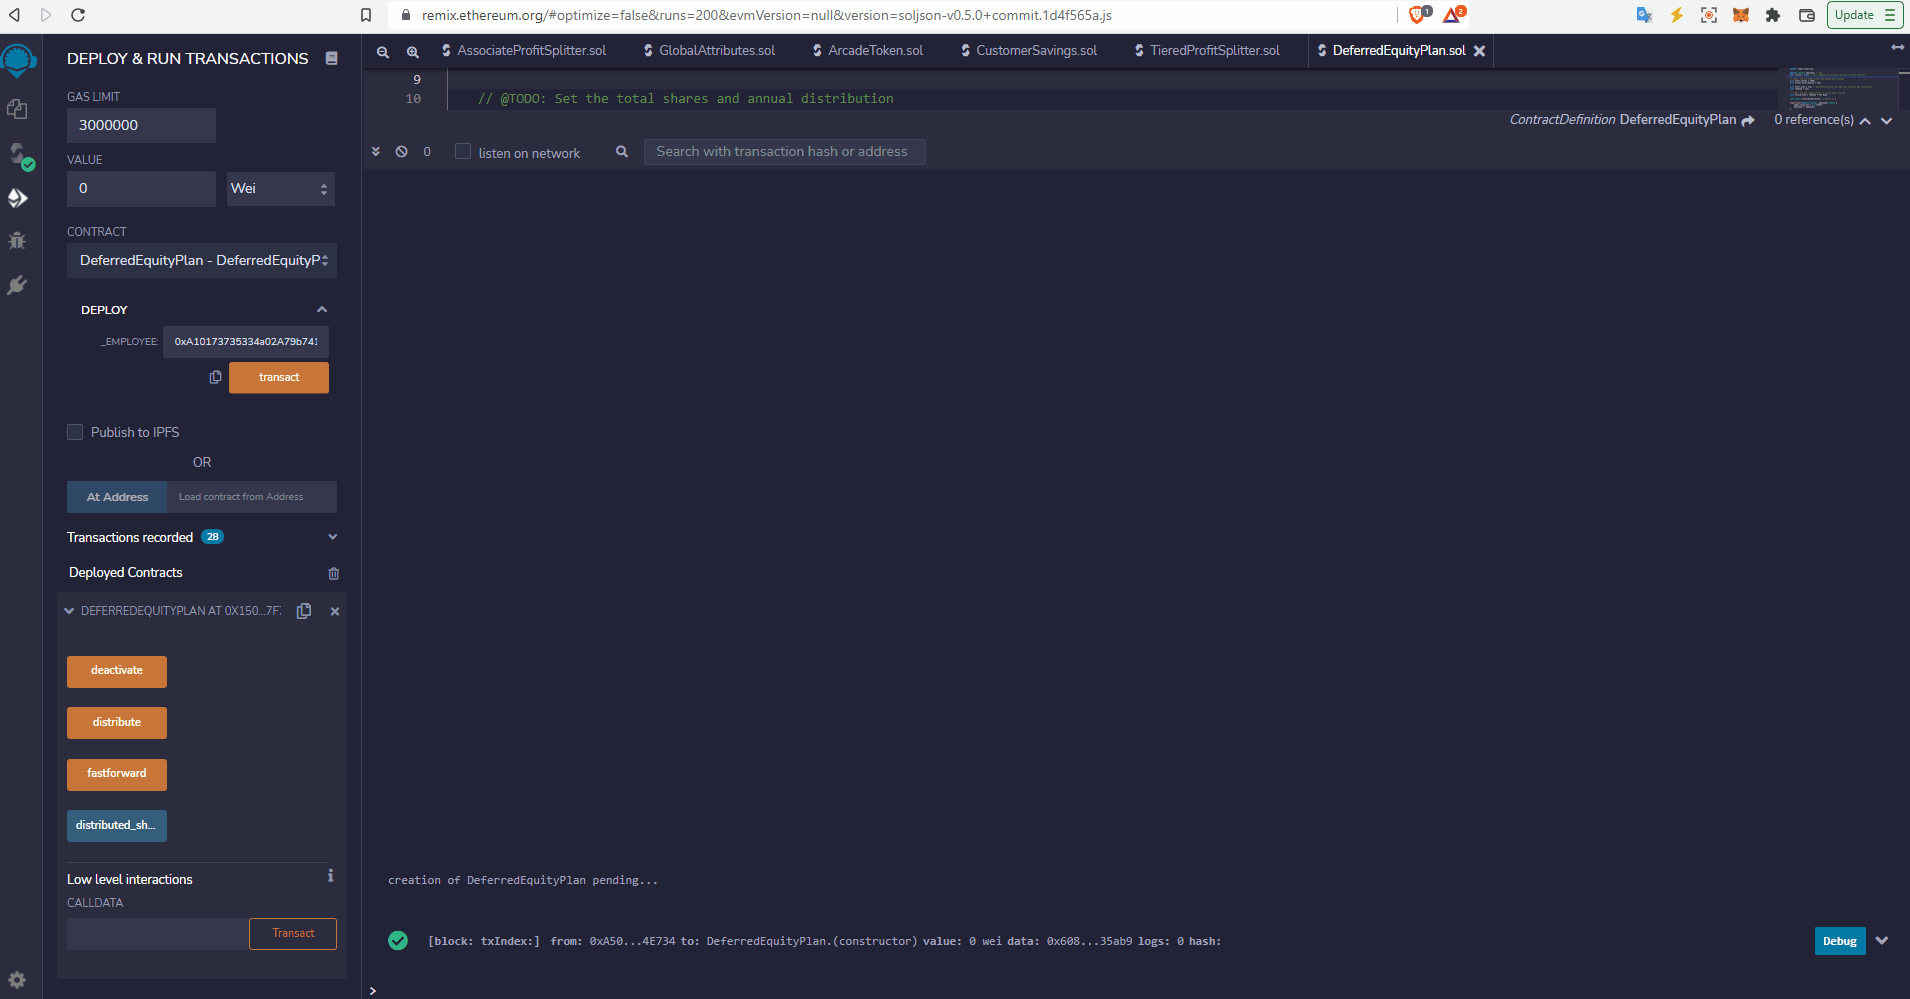 remix.ethereum.org/#optimize=false&runs=200&evmVersion=null&version=soljson-v0.5.0+commit.1d4f565a.js
1
2
Update
DEPLOY & RUN TRANSACTIONS
GAS LIMIT
3000000
VALUE
0
Wei
CONTRACT
DeferredEquityPlan - DeferredEquityP
DEPLOY
_EMPLOYEE:
0xA10173735334a02A79b741
transact
Publish to IPFS
OR
At Address
Load contract from Address
Transactions recorded 28
Deployed Contracts
DEFERREDEQUITYPLAN AT 0X150...7F
deactivate
distribute
fastforward
distributed_sh...
Low level interactions
i
CALLDATA
Transact
AssociateProfitSplitter.sol
GlobalAttributes.sol
ArcadeToken.sol
CustomerSavings.sol
TieredProfitSplitter.sol
DeferredEquityPlan.sol
9
10 // @TODO: Set the total shares and annual distribution
ContractDefinition DeferredEquityPlan
0 reference(s)
0
listen on network
Search with transaction hash or address
creation of DeferredEquityPlan pending...
[block: txIndex:] from: 0xA50...4E734 to: DeferredEquityPlan.(constructor) value: 0 wei data: 0x608...35ab9 logs: 0 hash:
Debug
>